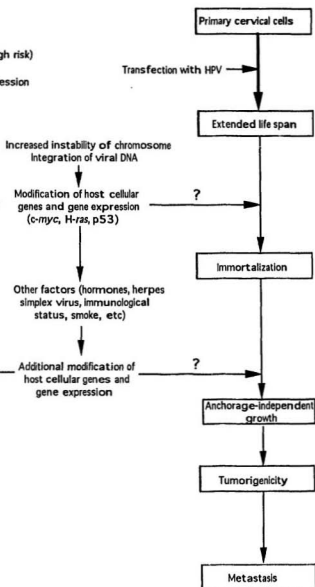 Primary cervical cells
gh risk)
Transfection with HPV
ession
Extended life span
Increased instability of chromosome
Integration of viral DNA
Modification of host cellular
genes and gene expression
(c-myc, H-ras, p53)
?
Immortalization
Other factors (hormones, herpes
simplex virus, immunological
status, smoke, etc)
Additional modification of
host cellular genes and
gene expression
?
Anchorage-independent
growth
Tumorigenicity
Metastasis